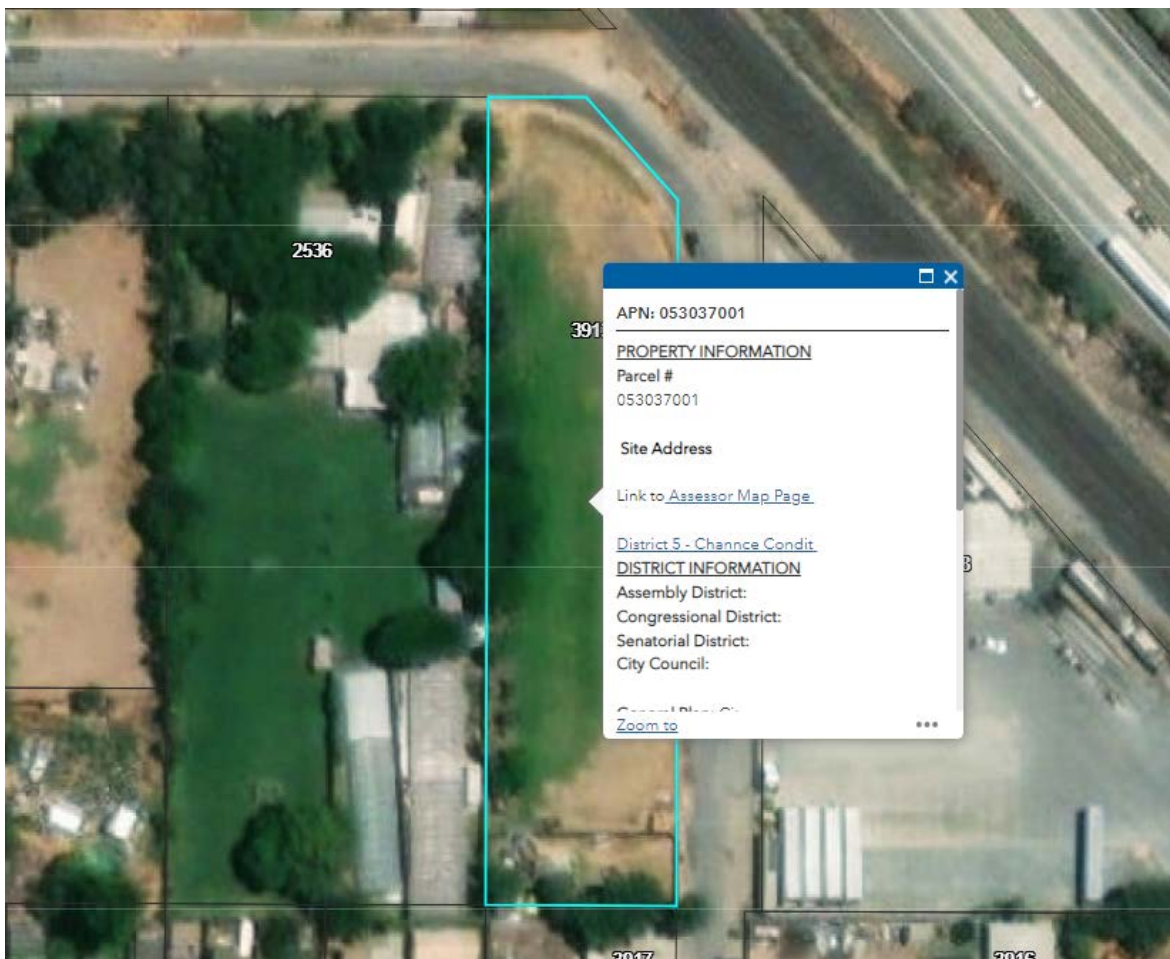 2536
APN: 053037001
PROPERTY INFORMATION
Parcel #
053037001
Site Address
Link to Assessor Map Page
District 5 - Channce Condit
DISTRICT INFORMATION
Assembly District:
Congressional District:
Senatorial District:
City Council:
Zoom to